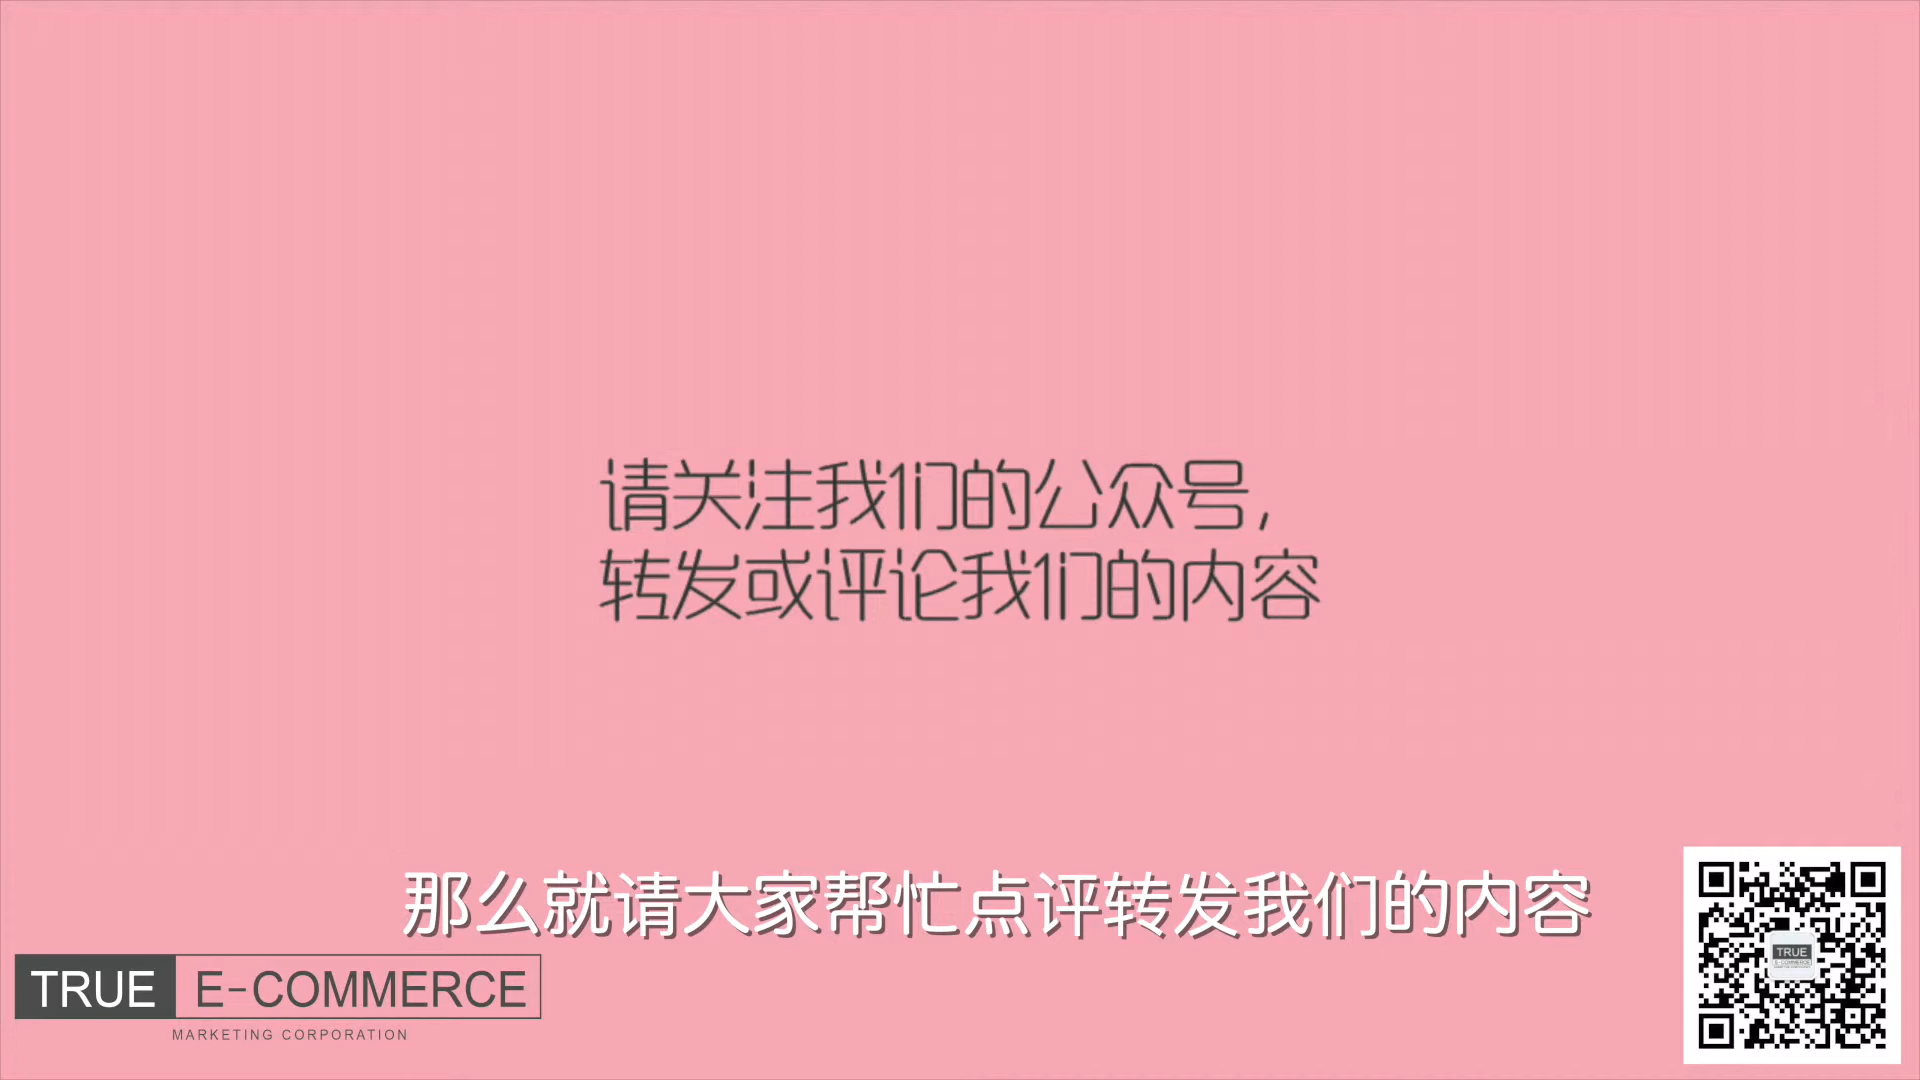 请关注我们的公众号，
转发或评论我们的内容
那么就请大家帮忙点评转发我们的内容
TRUE E-COMMERCE
MARKETING CORPORATION
TRUE
E-COMMERCE